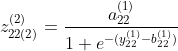 z_{22(2)}^{(2)} = \frac{a_{22}^{(1)}}{1 + e^{-(y_{22}^{(1)} - b_{22}^{(1)})}}